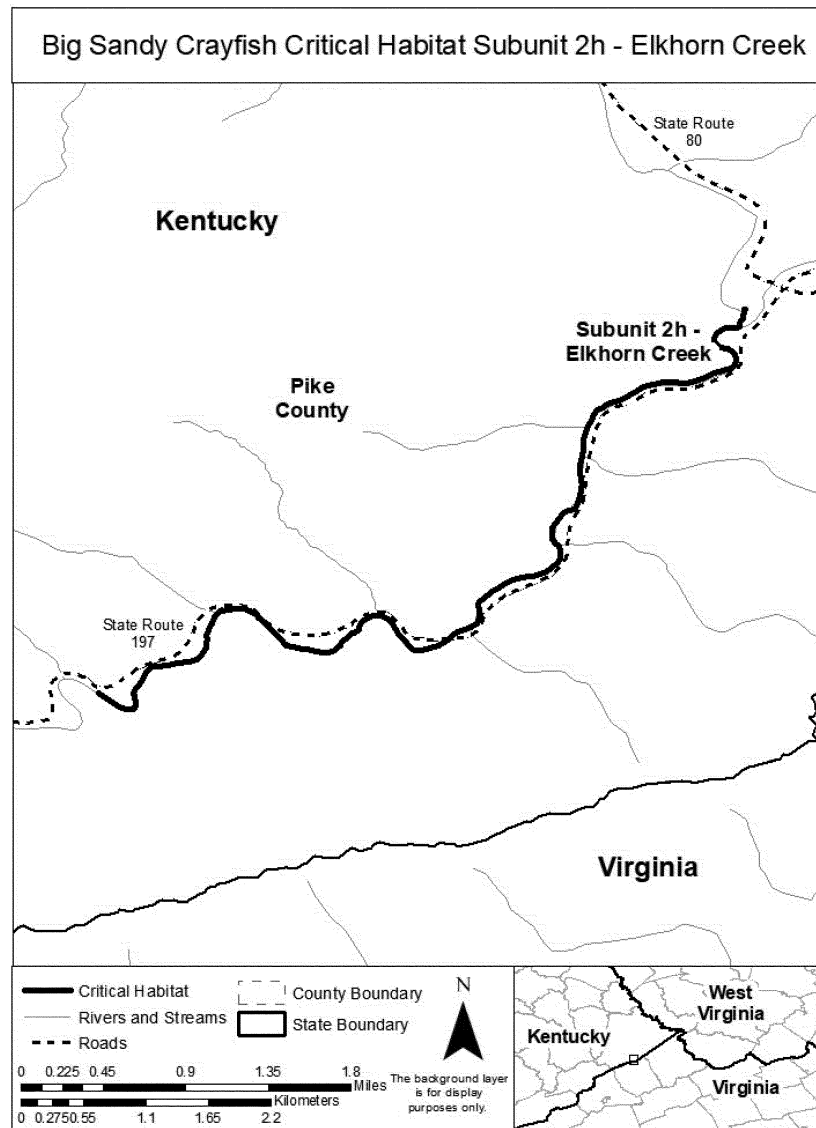 Big Sandy Crayfish Critical Habitat Subunit 2h - Elkhorn Creek
State Route
80
Kentucky
Subunit 2h -
Elkhorn Creek
Pike
County
State Route
197
Virginia
Critical Habitat
Rivers and Streams
Roads
County Boundary
State Boundary
0 0.225 0.45 0.9 1.35 1.8
Miles
Kilometers
0 0.275 0.55 1.1 1.65 2.2
N
The background layer
is for display
purposes only.
West
Virginia
Kentucky
Virginia